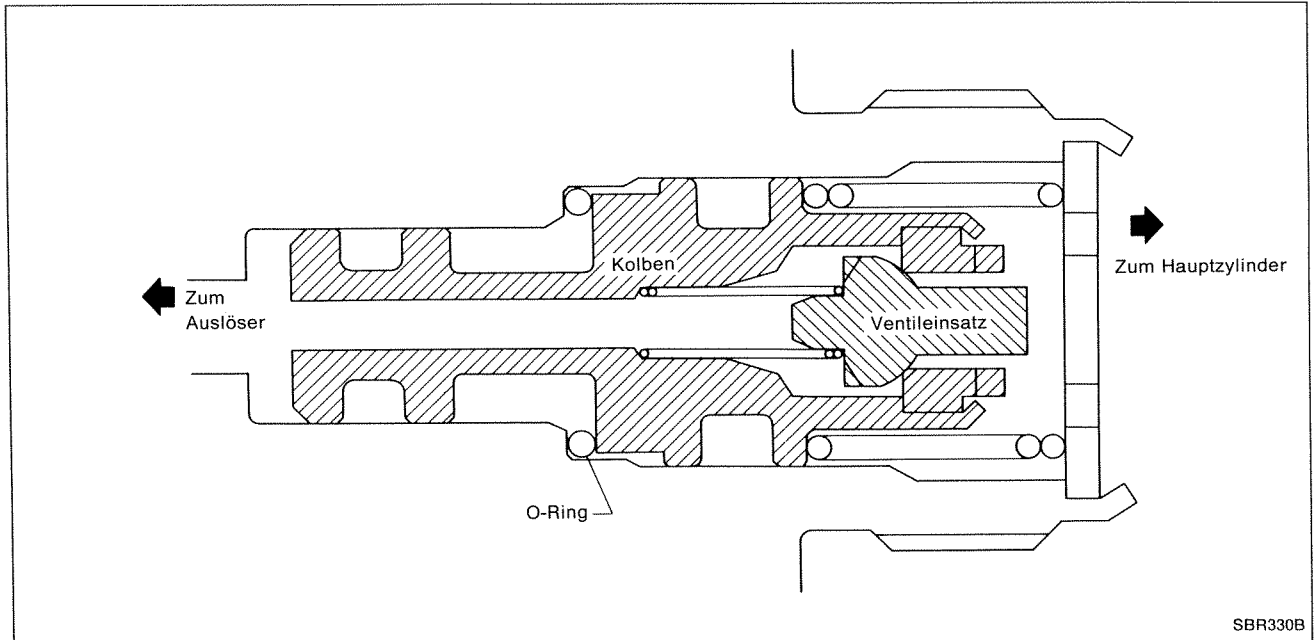 Kolben
Zum
Auslöser
Zum Hauptzylinder
Ventileinsatz
O-Ring
SBR330B